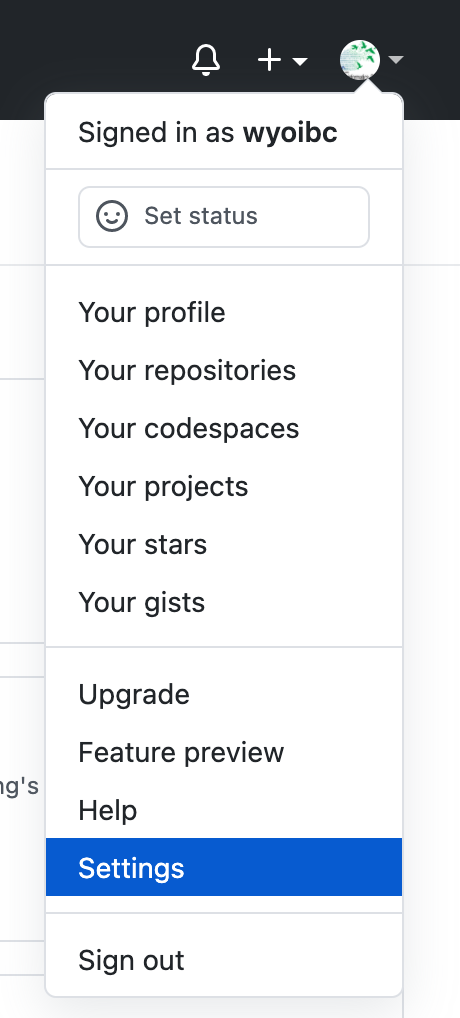 Signed in as wyoibc
Set status
Your profile
Your repositories
Your codespaces
Your projects
Your stars
Your gists
Upgrade
Feature preview
ng's
Help
Settings
Sign out